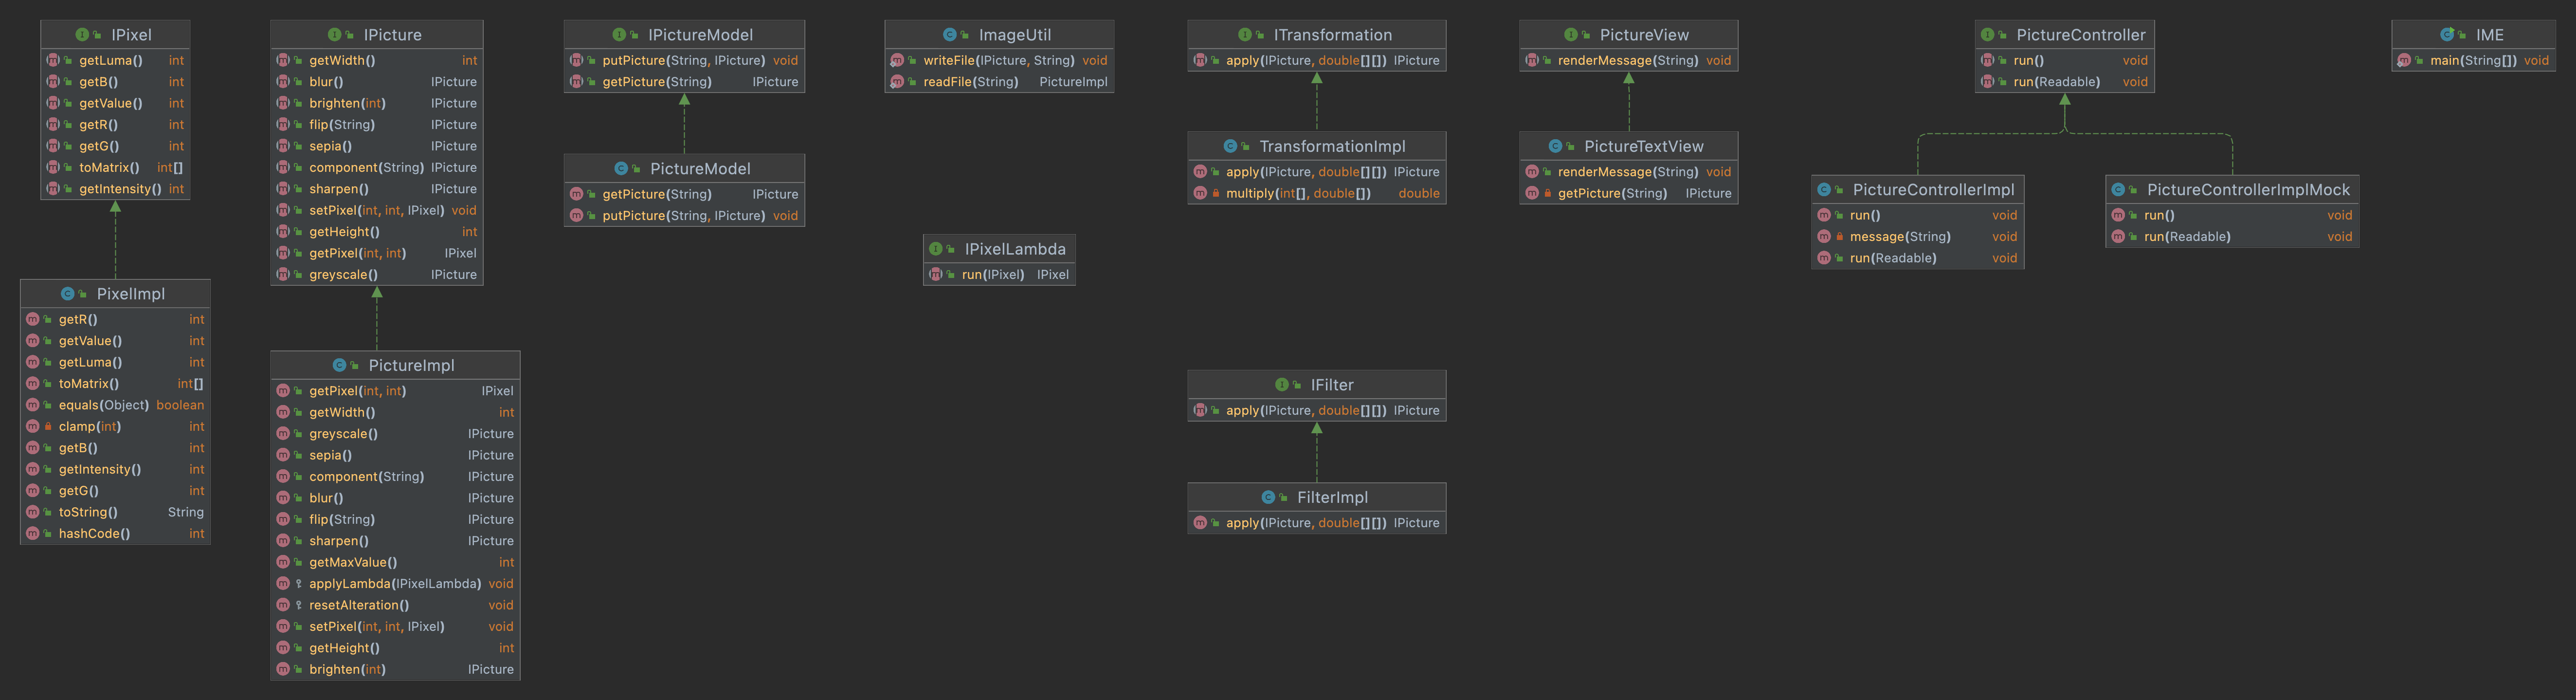 IPixel
getLuma() int
getB() int
getValue() int
getR() int
getG() int
toMatrix() int[]
getIntensity() int
PixelImpl
getR() int
getValue() int
getLuma() int
toMatrix() int[]
equals(Object) boolean
clamp(int) int
getB() int
getIntensity() int
getG() int
toString() String
hashCode() int
IPicture
getWidth() int
blur() IPicture
brighten(int) IPicture
flip(String) IPicture
sepia() IPicture
component(String) IPicture
sharpen() IPicture
setPixel(int, int, IPixel) void
getHeight() int
getPixel(int, int) IPixel
greyscale() IPicture
PictureImpl
getPixel(int, int) IPixel
getWidth() int
greyscale() IPicture
sepia() IPicture
component(String) IPicture
blur() IPicture
flip(String) IPicture
sharpen() IPicture
getMaxValue() int
applyLambda(IPixelLambda) void
resetAlteration() void
setPixel(int, int, IPixel) void
getHeight() int
brighten(int) IPicture
IPictureModel
putPicture(String, IPicture) void
getPicture(String) IPicture
PictureModel
getPicture(String) IPicture
putPicture(String, IPicture) void
ImageUtil
writeFile(IPicture, String) void
readFile(String) PictureImpl
IPixelLambda
run(IPixel) IPixel
ITransformation
apply(IPicture, double[][]) IPicture
TransformationImpl
apply(IPicture, double[][]) IPicture
multiply(int[], double[]) double
IFilter
apply(IPicture, double[][]) IPicture
FilterImpl
apply(IPicture, double[][]) IPicture
PictureView
renderMessage(String) void
PictureTextView
renderMessage(String) void
getPicture(String) IPicture
PictureController
run() void
run(Readable) void
PictureControllerImpl
run() void
message(String) void
run(Readable) void
PictureControllerImplMock
run() void
run(Readable) void
IME
main(String[]) void